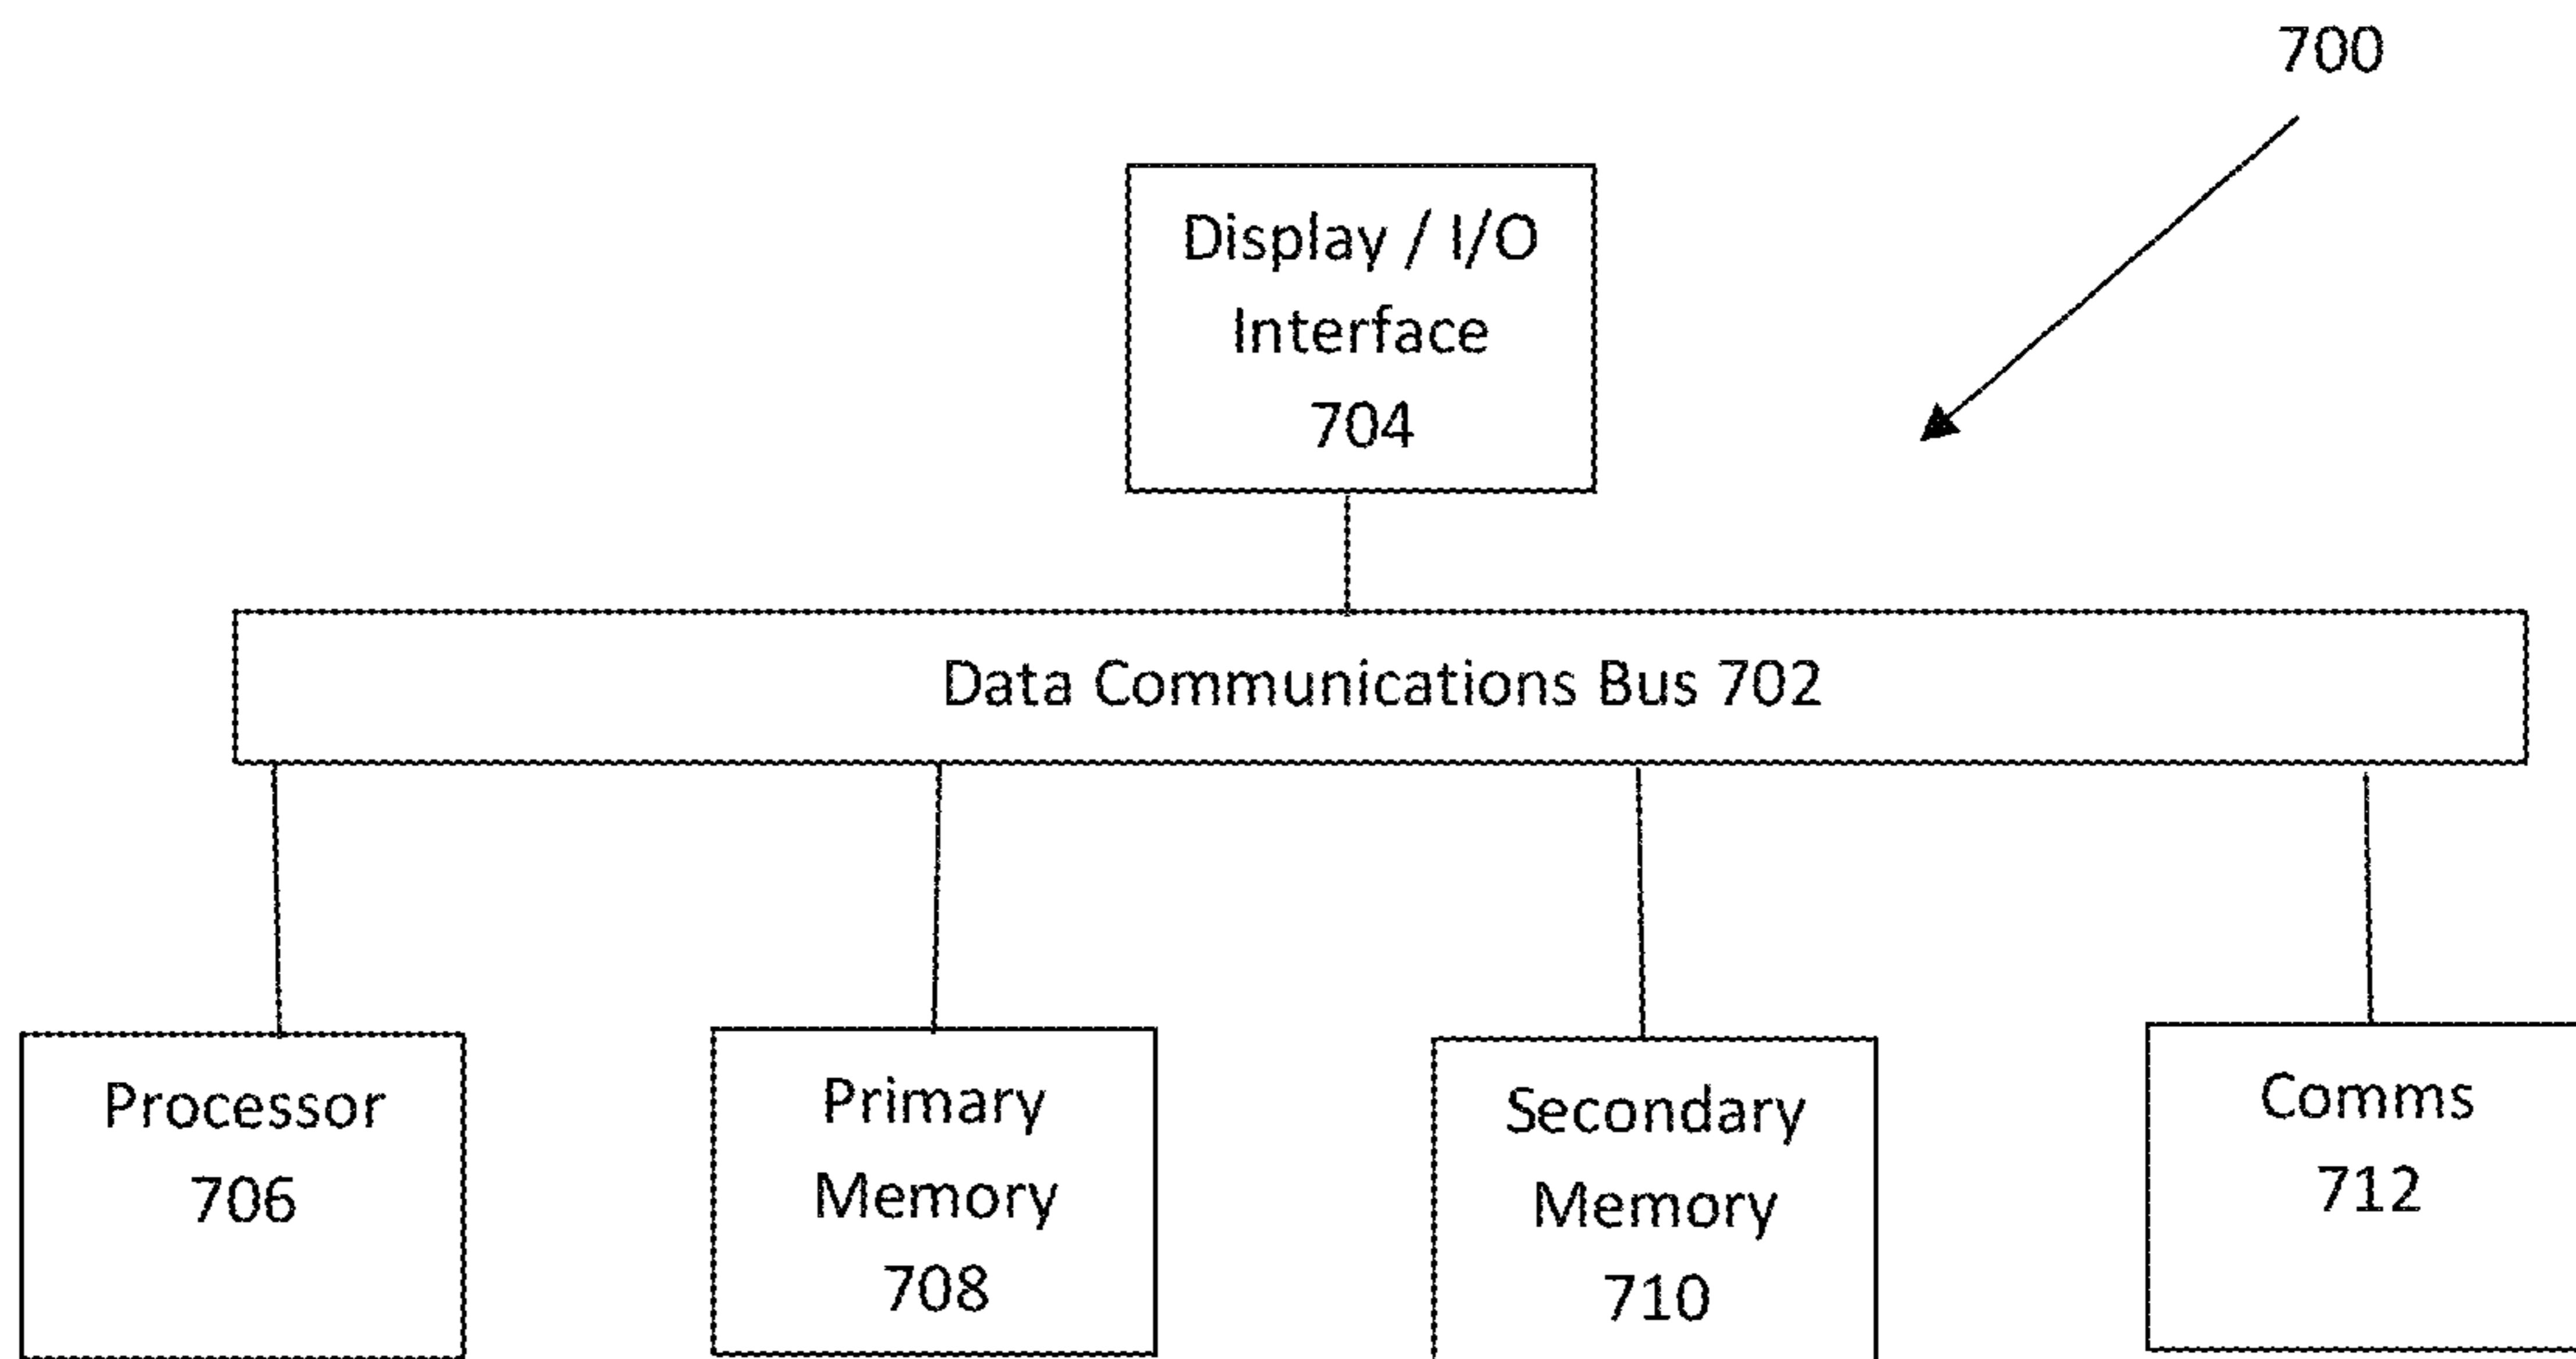 700
Display / I/O
Interface
704
Data Communications Bus 702
Processor
706
Primary
Memory
708
Secondary
Memory
710
Comms
712